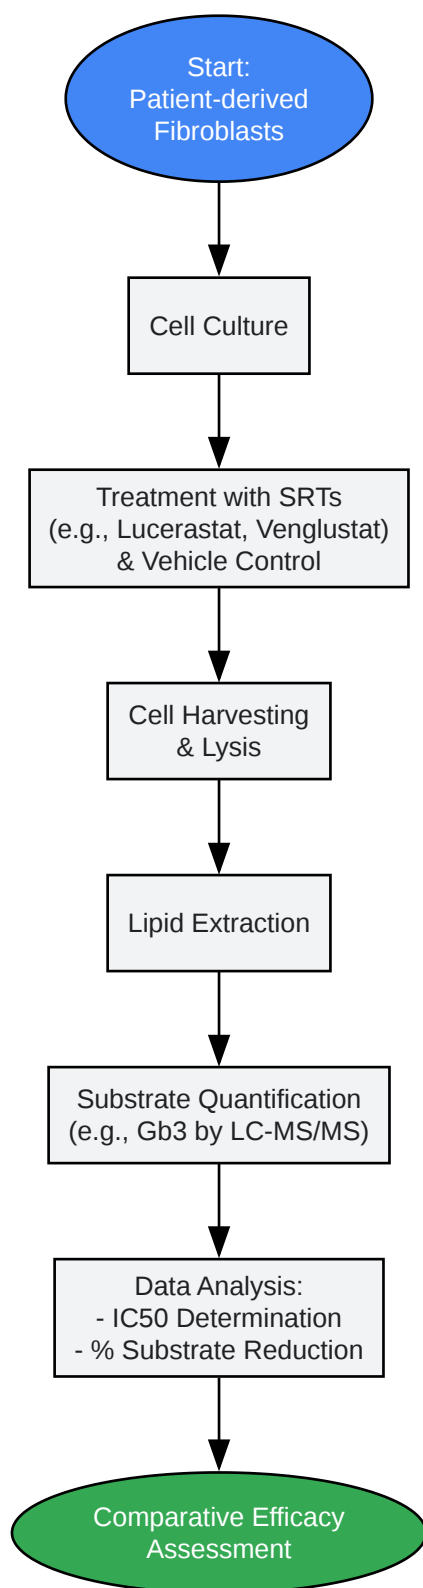 Start:
Patient-derived
Fibroblasts
Cell Culture
Treatment with SRTs
(e.g., Lucerastat, Venglustat)
& Vehicle Control
Cell Harvesting
& Lysis
Lipid Extraction
Substrate Quantification
(e.g., Gb3 by LC-MS/MS)
Data Analysis:
- IC50 Determination
- % Substrate Reduction
Comparative Efficacy
Assessment